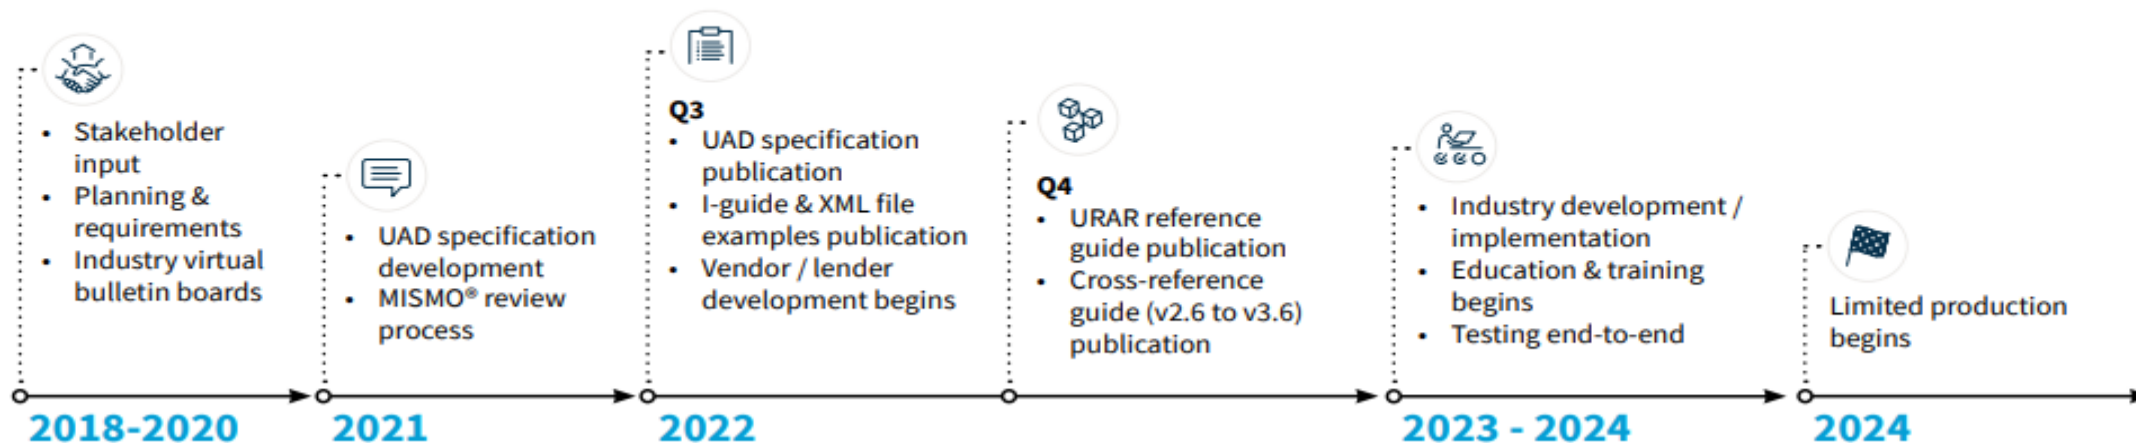 • Stakeholder
input
• Planning &
requirements
• Industry virtual
bulletin boards
2018-2020
• UAD specification
development
• MISMO® review
process
2021
Q3
• UAD specification
publication
• I-guide & XML file
examples publication
• Vendor / lender
development begins
2022
Q4
• URAR reference
guide publication
• Cross-reference
guide (v2.6 to v3.6)
publication
• Industry development /
implementation
• Education & training
begins
• Testing end-to-end
2023 - 2024
Limited production
begins
2024